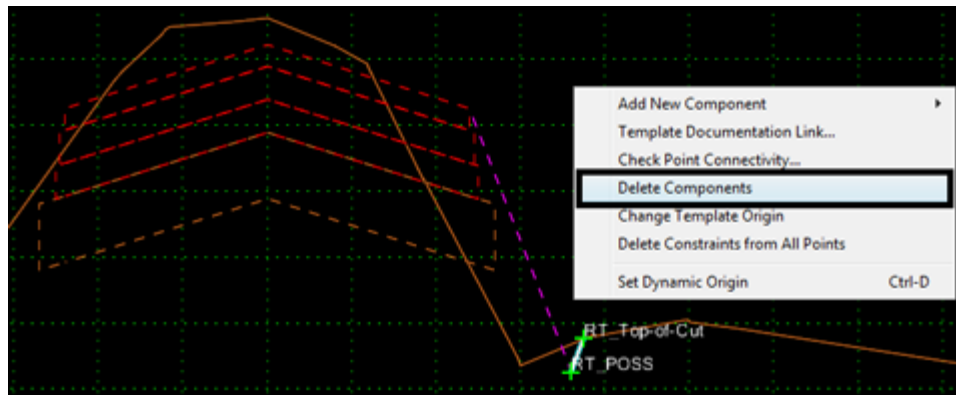 Add New Component
Template Documentation Link...
Check Point Connectivity...
Delete Components
Change Template Origin
Delete Constraints from All Points
Set Dynamic Origin Ctrl-D
RT_Top-of-Cut
RT_POSS